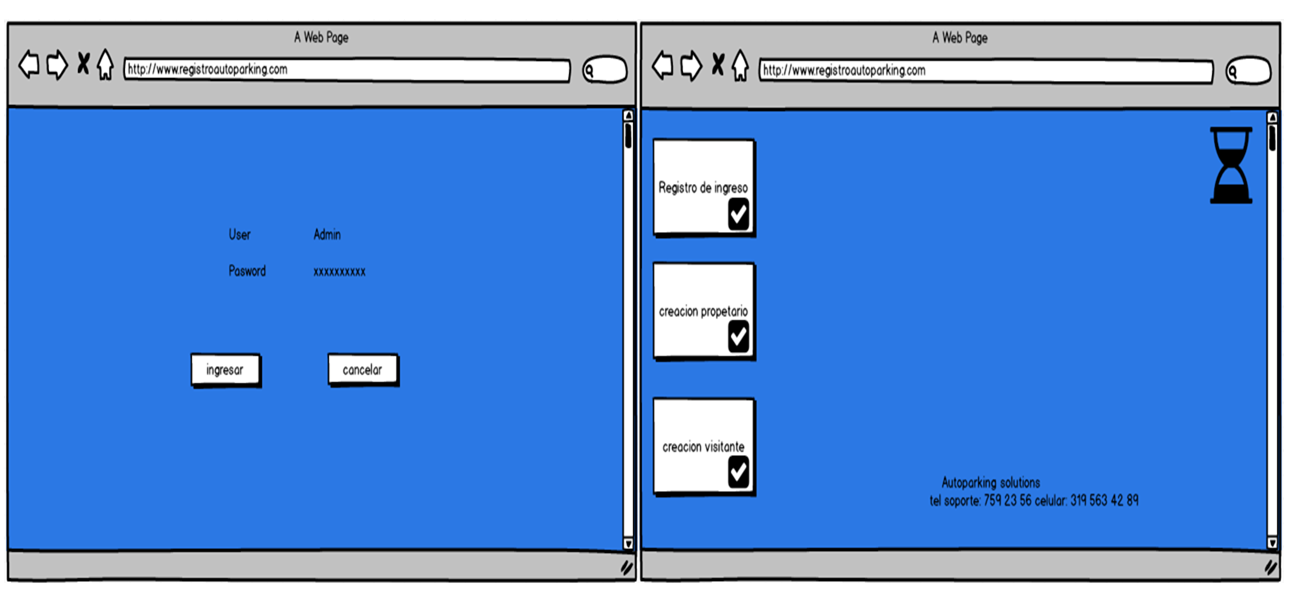 A Web Page
http://www.registroautoparking.com
User Admin
Pasword xxxxxxxxxx
ingresar cancelar
A Web Page
http://www.registroautoparking.com
Registro de ingreso
creacion propetario
creacion visitante
Autoparking solutions
tel soporte: 759 23 56 celular: 319 563 42 89